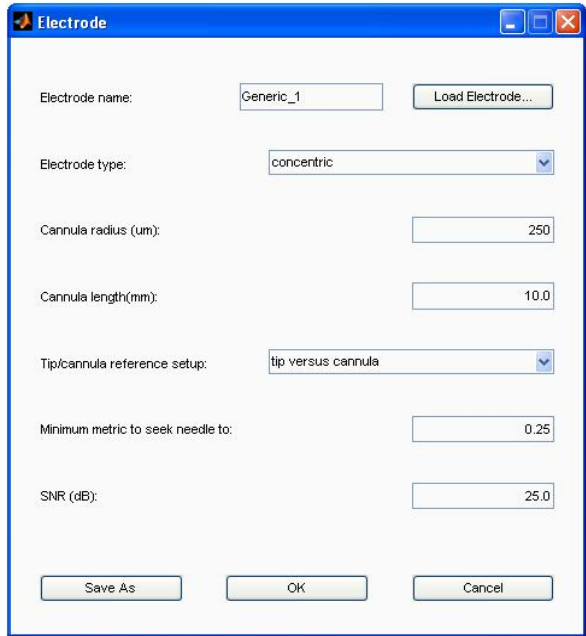 Electrode
Electrode name: Generic_1 Load Electrode...
Electrode type: concentric
Cannula radius (um): 250
Cannula length(mm): 10.0
Tip/cannula reference setup: tip versus cannula
Minimum metric to seek needle to: 0.25
SNR (dB): 25.0
Save As OK Cancel